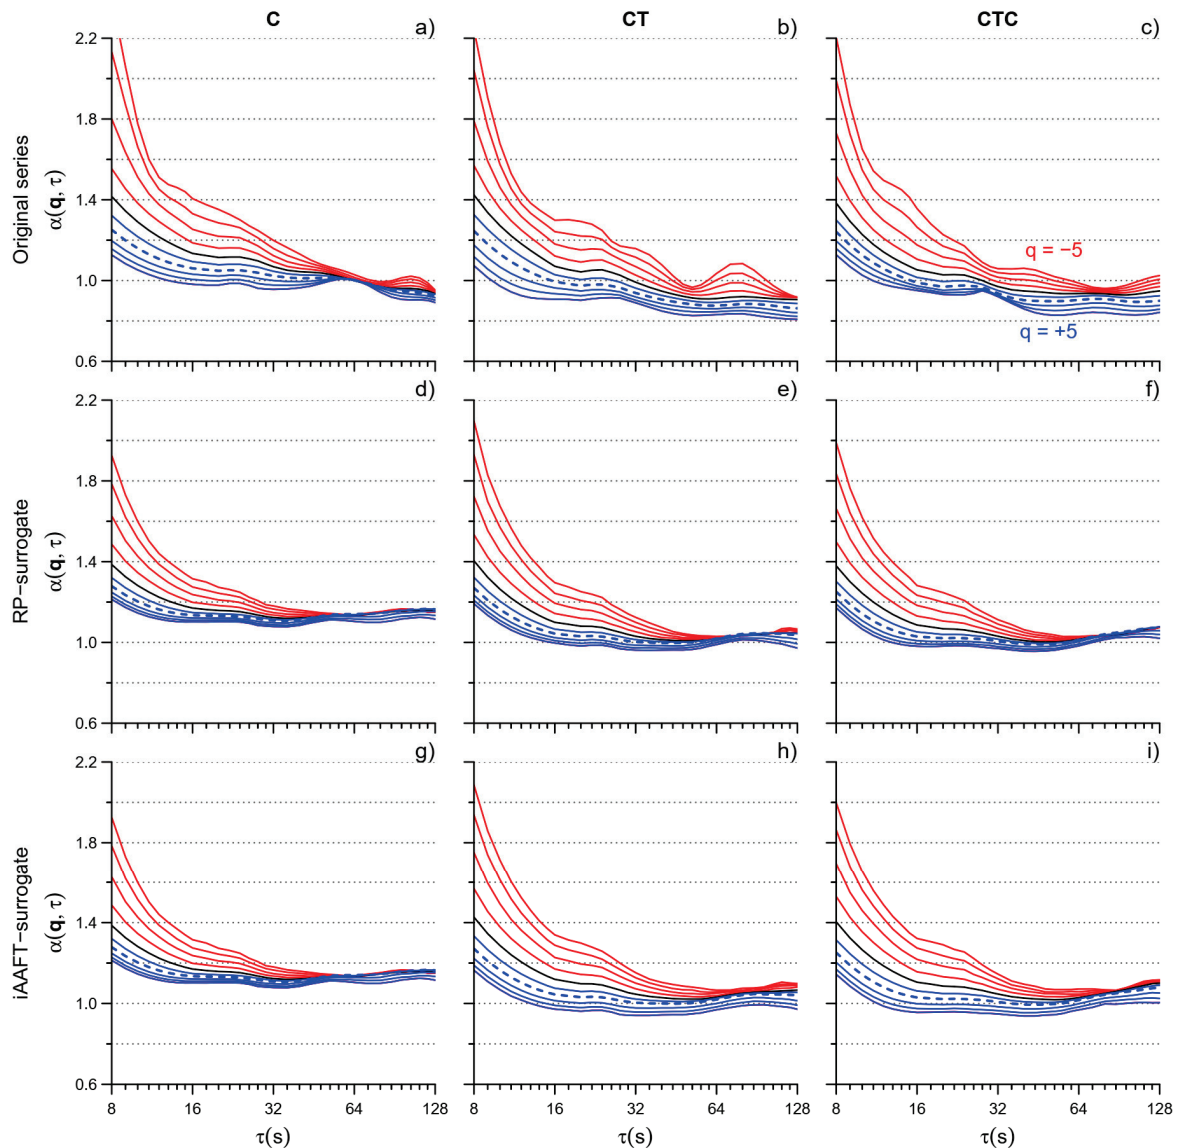 C CT CTC
a) b) c)
Original series
α(q, τ)
2.2
1.8
1.4
1.0
0.6
q = −5
q = +5
d) e) f)
RP−surrogate
α(q, τ)
2.2
1.8
1.4
1.0
0.6
g) h) i)
iAAFT−surrogate
α(q, τ)
2.2
1.8
1.4
1.0
0.6
8 16 32 64 128 8 16 32 64 128 8 16 32 64 128
τ(s) τ(s) τ(s)